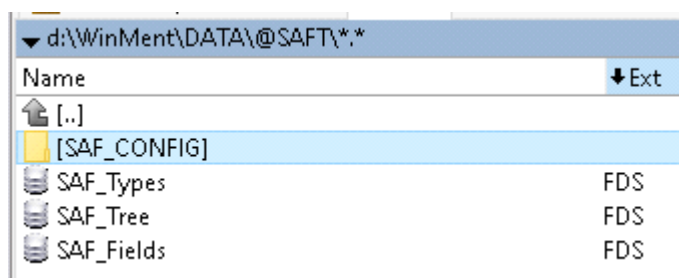 d:\WinMent\DATA\@SAFT\*.*
Name Ext
[..]
[SAF_CONFIG]
SAF_Types FDS
SAF_Tree FDS
SAF_Fields FDS